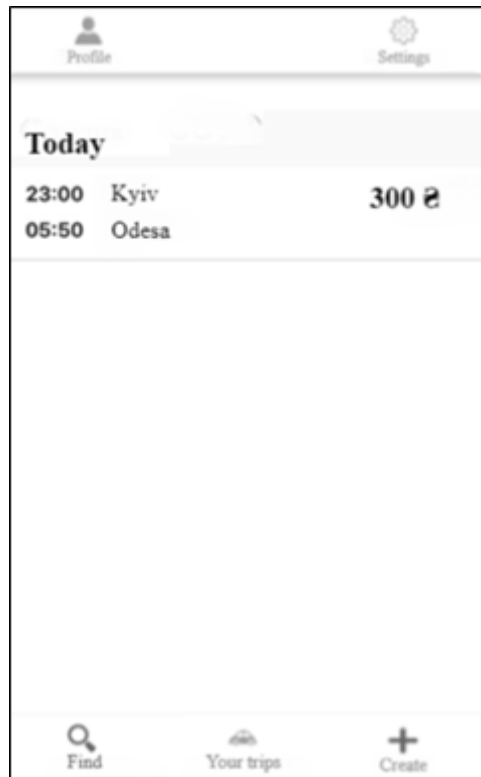 Profile Settings
Today
23:00 Kyiv 300 ₴
05:50 Odesa
Find Your trips Create